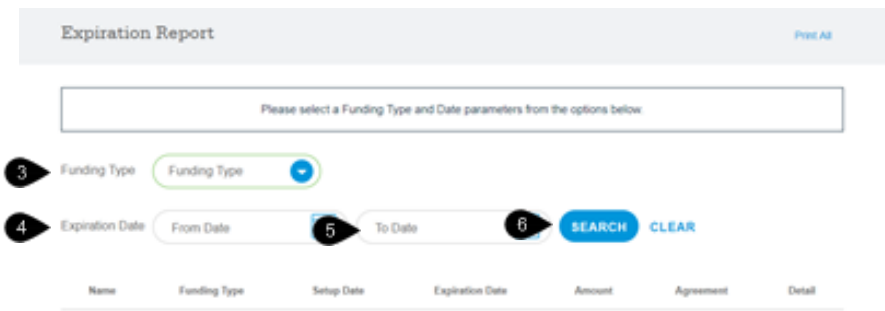 Expiration Report Print All
Please select a Funding Type and Date parameters from the options below.
3 Funding Type Funding Type
4 Expiration Date From Date 5 To Date 6 SEARCH CLEAR
Name Funding Type Setup Date Expiration Date Amount Agreement Detail